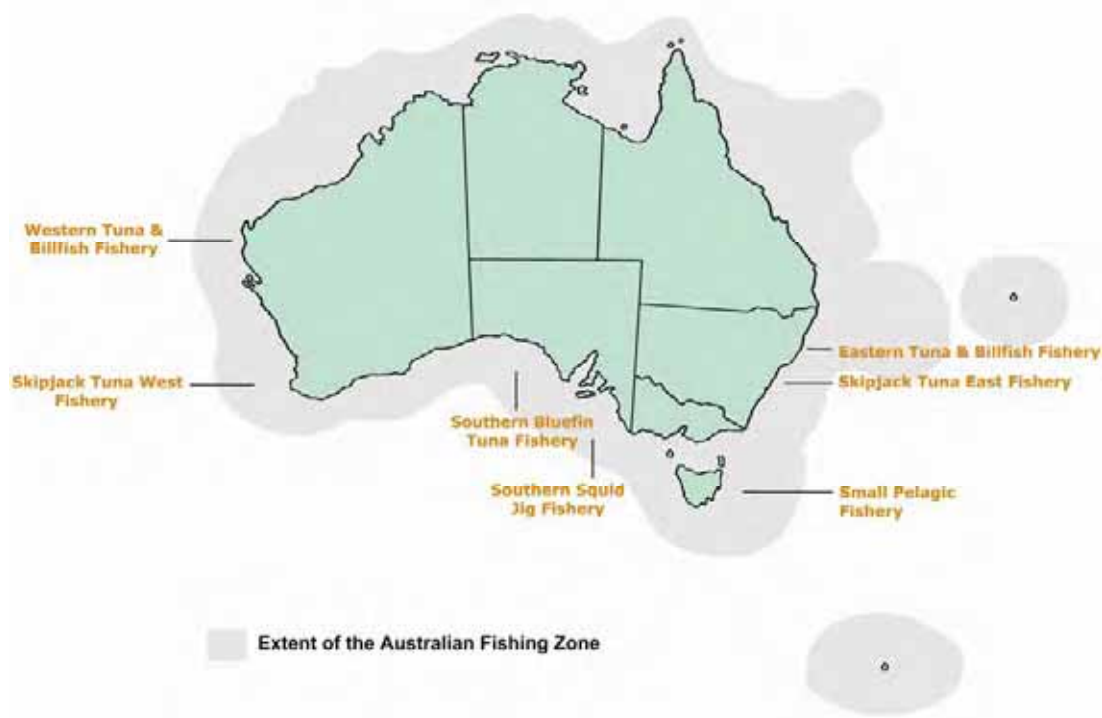 Western Tuna &
Billfish Fishery
Skipjack Tuna West
Fishery
Southern Bluefin
Tuna Fishery
Southern Squid
Jig Fishery
Eastern Tuna & Billfish Fishery
Skipjack Tuna East Fishery
Small Pelagic
Fishery
Extent of the Australian Fishing Zone